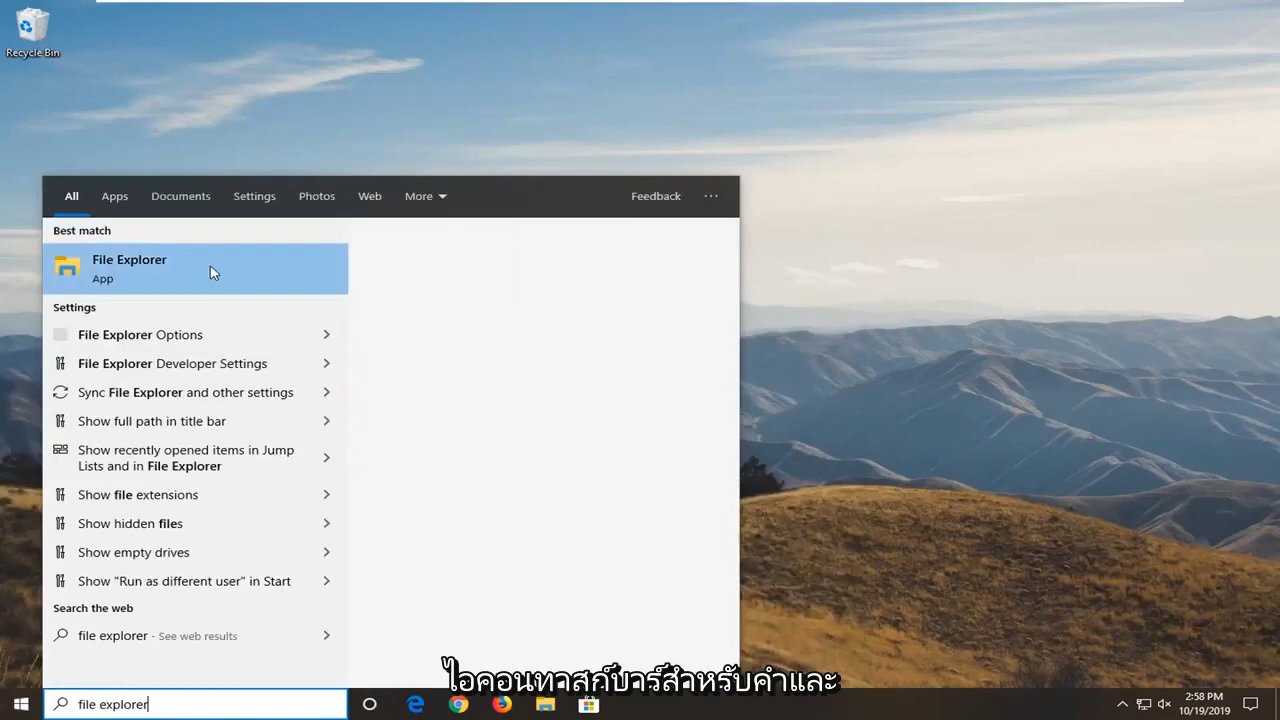 Recycle Bin
All Apps Documents Settings Photos Web More Feedback ···
Best match
File Explorer
App
Settings
File Explorer Options
File Explorer Developer Settings
Sync File Explorer and other settings
Show full path in title bar
Show recently opened items in Jump
Lists and in File Explorer
Show file extensions
Show hidden files
Show empty drives
Show "Run as different user" in Start
Search the web
file explorer - See web results
ไอคอนทาสก์บาร์สำหรับคำและ
file explorer
2:58 PM
10/19/2019